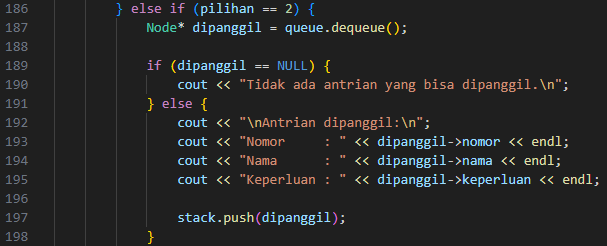 186 } else if (pilihan == 2) {
187 Node* dipanggil = queue.dequeue();
188
189 if (dipanggil == NULL) {
190 cout << "Tidak ada antrian yang bisa dipanggil.\n";
191 } else {
192 cout << "\nAntrian dipanggil:\n";
193 cout << "Nomor     : " << dipanggil->nomor << endl;
194 cout << "Nama      : " << dipanggil->nama << endl;
195 cout << "Keperluan : " << dipanggil->keperluan << endl;
196
197 stack.push(dipanggil);
198 }